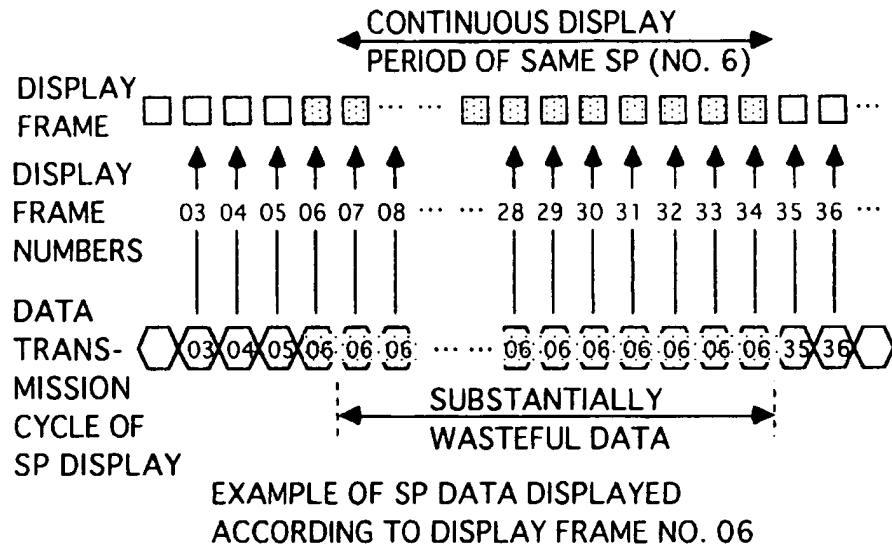 CONTINUOUS DISPLAY
PERIOD OF SAME SP (NO. 6)
DISPLAY
FRAME
... ... ...
DISPLAY
FRAME
NUMBERS
03 04 05 06 07 08 ... ... 28 29 30 31 32 33 34 35 36 ...
DATA
TRANS-
MISSION
CYCLE OF
SP DISPLAY
03 04 05 06 06 06 ... ... 06 06 06 06 06 06 06 35 36
SUBSTANTIALLY
WASTEFUL DATA
EXAMPLE OF SP DATA DISPLAYED
ACCORDING TO DISPLAY FRAME NO. 06